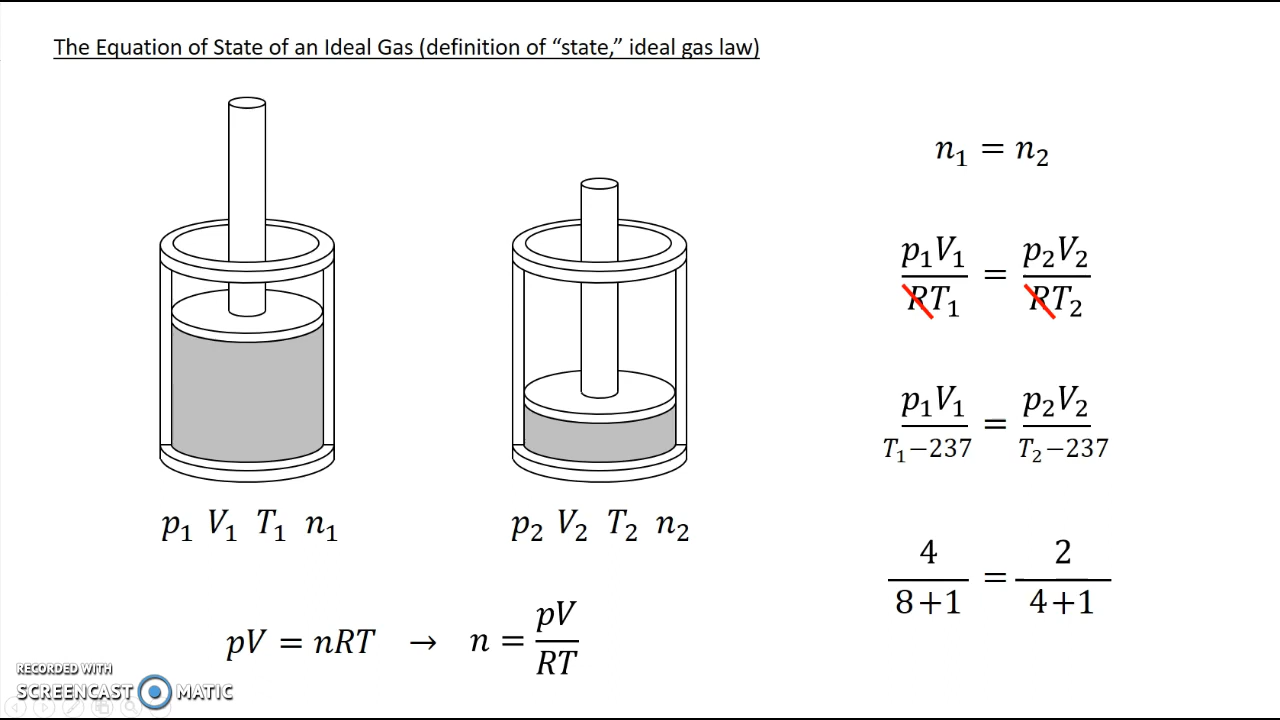 The Equation of State of an Ideal Gas (definition of “state,” ideal gas law)
p₁ V₁ T₁ n₁
p₂ V₂ T₂ n₂
pV = nRT → n = pV/RT
n₁ = n₂
p₁V₁/RT₁ = p₂V₂/RT₂
p₁V₁/T₁−237 = p₂V₂/T₂−237
4/8+1 = 2/4+1
RECORDED WITH
SCREENCAST MATIC